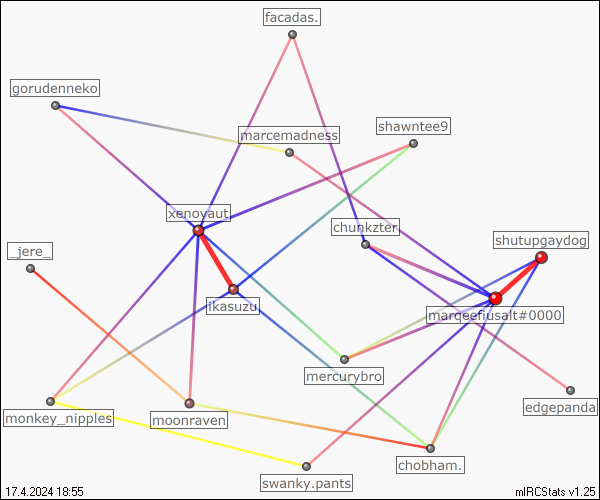 facadas.
gorudenneko
shawntee9
marcemadness
xenoyaut
chunkzter
shutupgaydog
_jere_
ikasuzu
marqeefiusalt#0000
mercurybro
edgepanda
monkey_nipples
moonraven
chobham.
swanky.pants
17.4.2024 18:55
mIRCStats v1.25